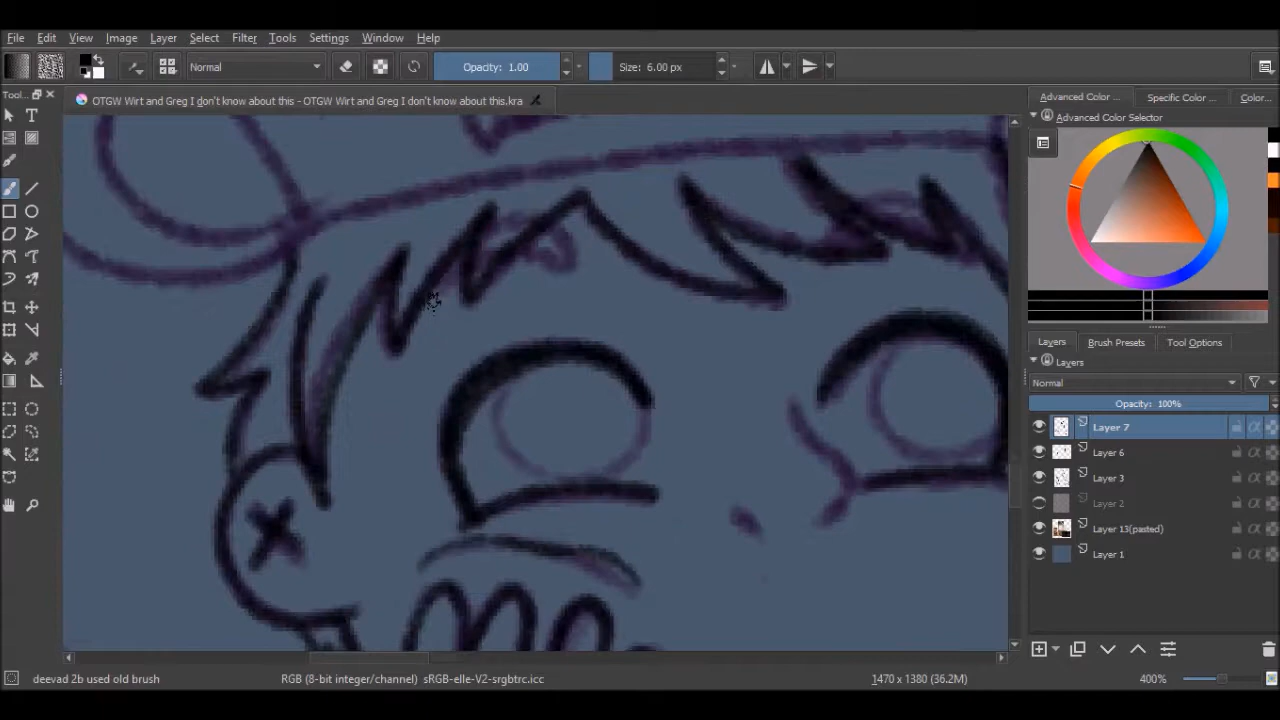 File Edit View Image Layer Select Filter Tools Settings Window Help
Normal Opacity: 1.00 Size: 6.00 px
Tool... OTGW Wirt and Greg I don't know about this - OTGW Wirt and Greg I don't know about this.kra Advanced Color ... Specific Color ... Color...
Advanced Color Selector
T
Layers Brush Presets Tool Options
Layers
Normal
Opacity: 100%
Layer 7
Layer 6
Layer 3
Layer 2
Layer 13(pasted)
Layer 1
deevad 2b used old brush RGB (8-bit integer/channel) sRGB-elle-V2-srgbtrc.icc 1470 x 1380 (36.2M) 400%